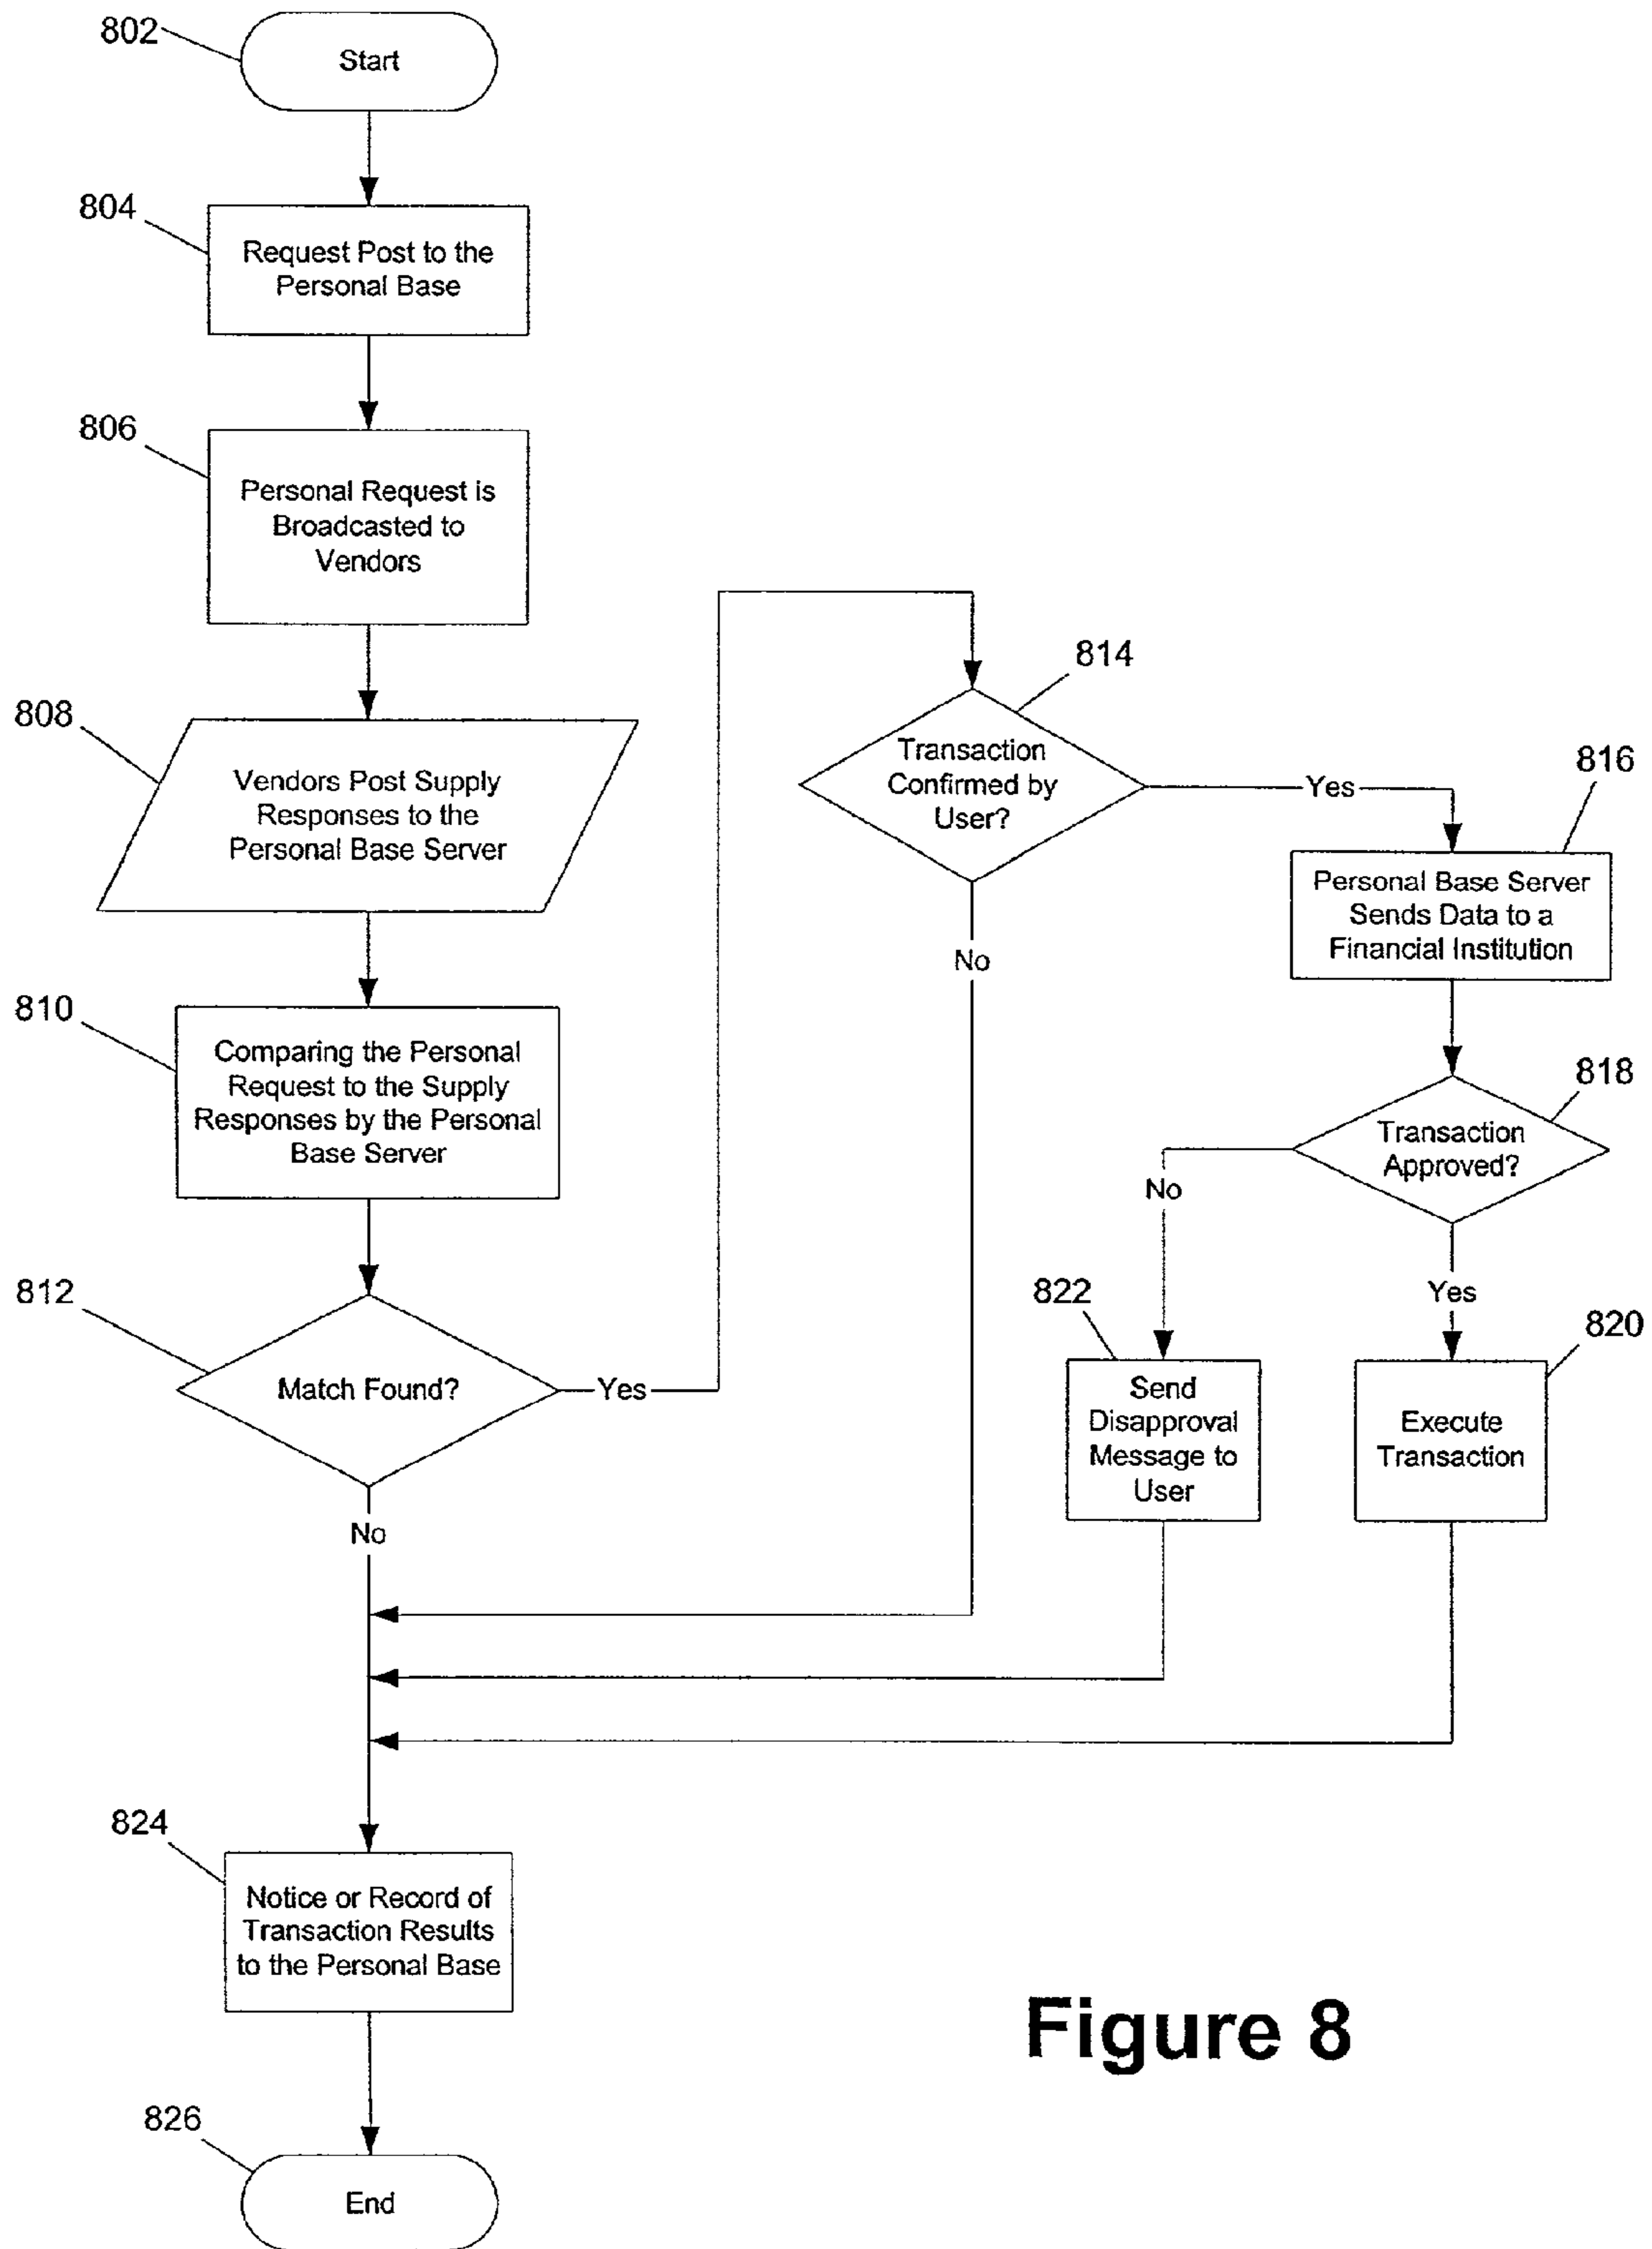 802
Start
804
Request Post to the
Personal Base
806
Personal Request is
Broadcasted to
Vendors
808
Vendors Post Supply
Responses to the
Personal Base Server
810
Comparing the Personal
Request to the Supply
Responses by the Personal
Base Server
812
Match Found?
Yes
No
814
Transaction
Confirmed by
User?
Yes
No
816
Personal Base Server
Sends Data to a
Financial Institution
818
Transaction
Approved?
No
Yes
822
Send
Disapproval
Message to
User
820
Execute
Transaction
824
Notice or Record of
Transaction Results
to the Personal Base
826
End
Figure 8